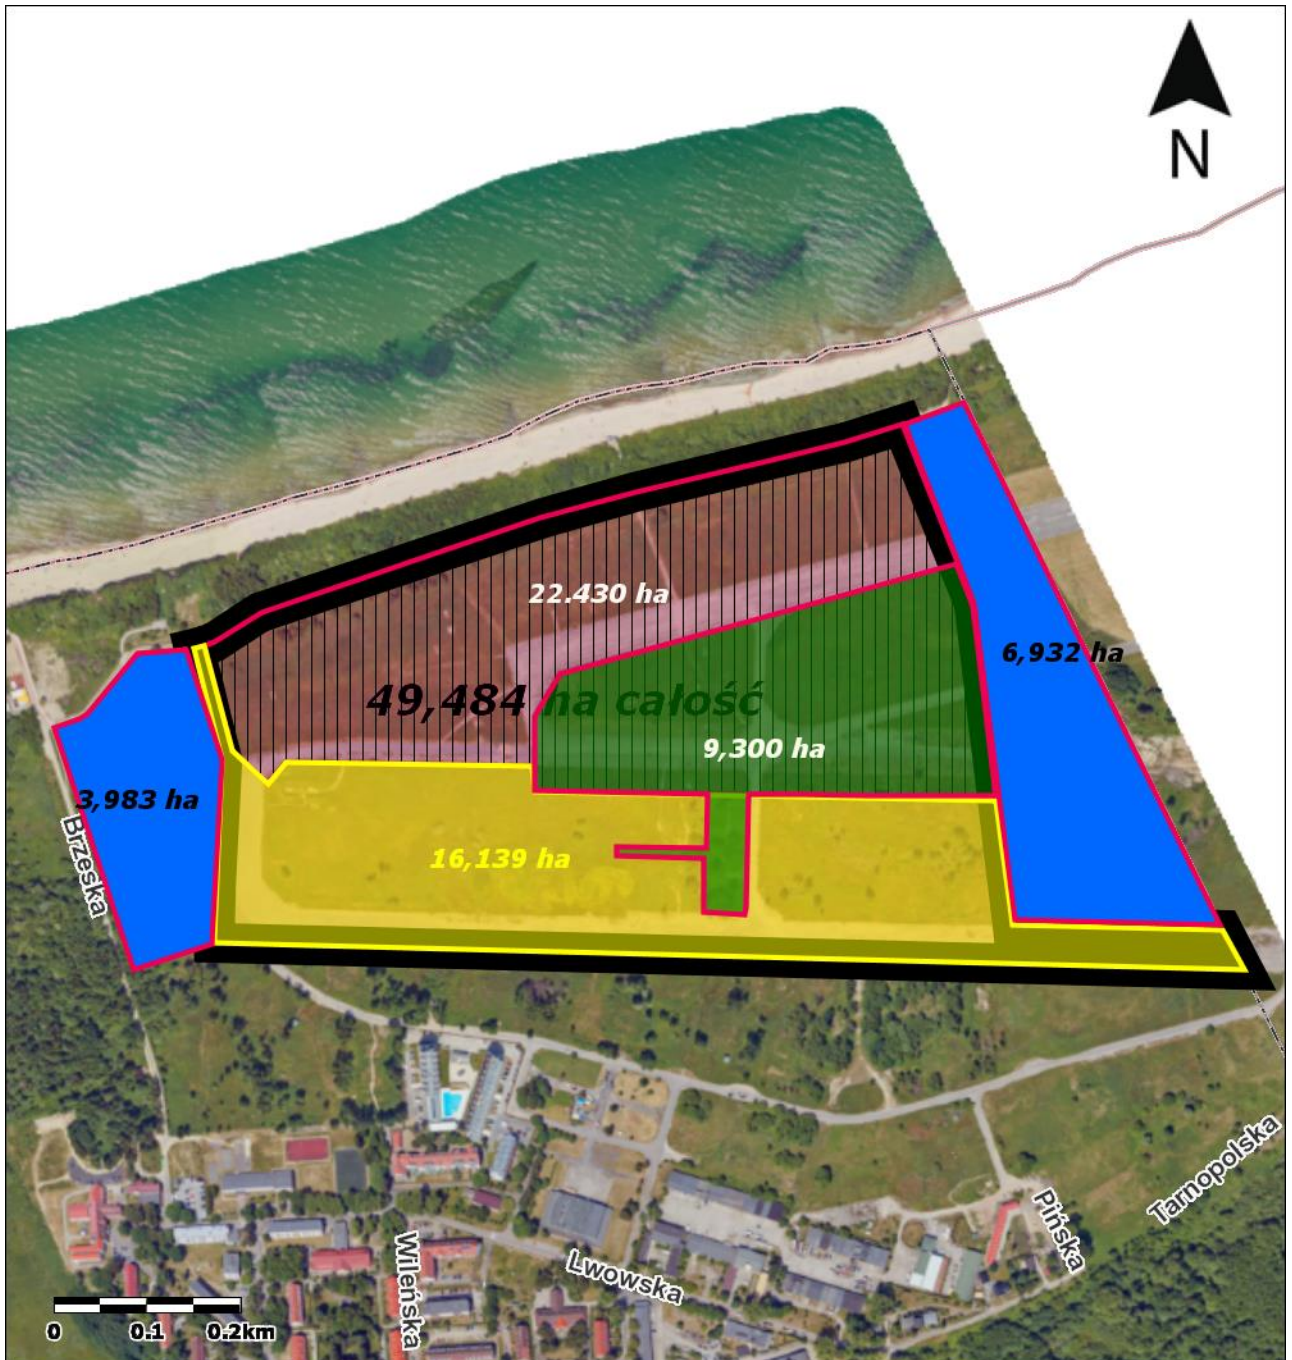 N
22.430 ha
6,932 ha
49,484 ha całość
9,300 ha
3,983 ha
16,139 ha
Brzeska
Tarnopolska
Pińska
Wileńska
Lwowska
0 0.1 0.2km